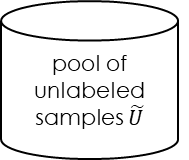 pool of
unlabeled
samples Ũ